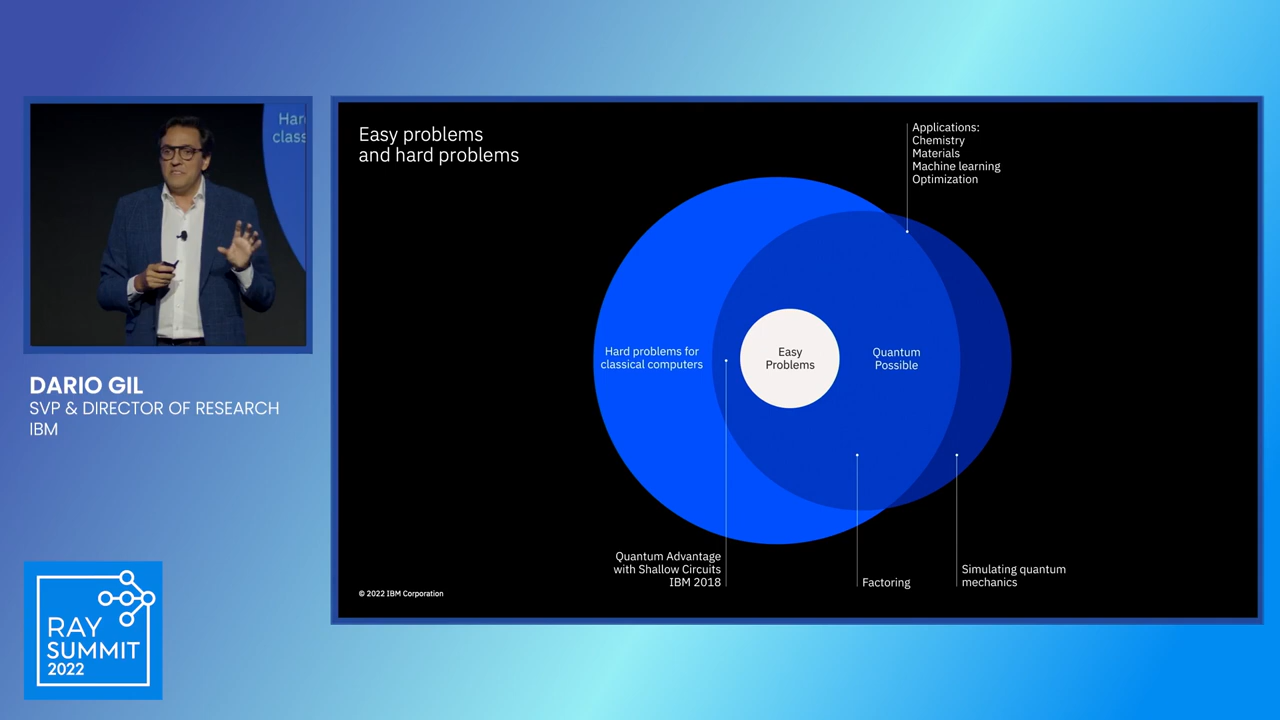 Hard
class
DARIO GIL
SVP & DIRECTOR OF RESEARCH
IBM
RAY
SUMMIT
2022
Easy problems
and hard problems
Applications:
Chemistry
Materials
Machine learning
Optimization
Hard problems for
classical computers
Easy
Problems
Quantum
Possible
Quantum Advantage
with Shallow Circuits
IBM 2018
Factoring
Simulating quantum
mechanics
© 2022 IBM Corporation